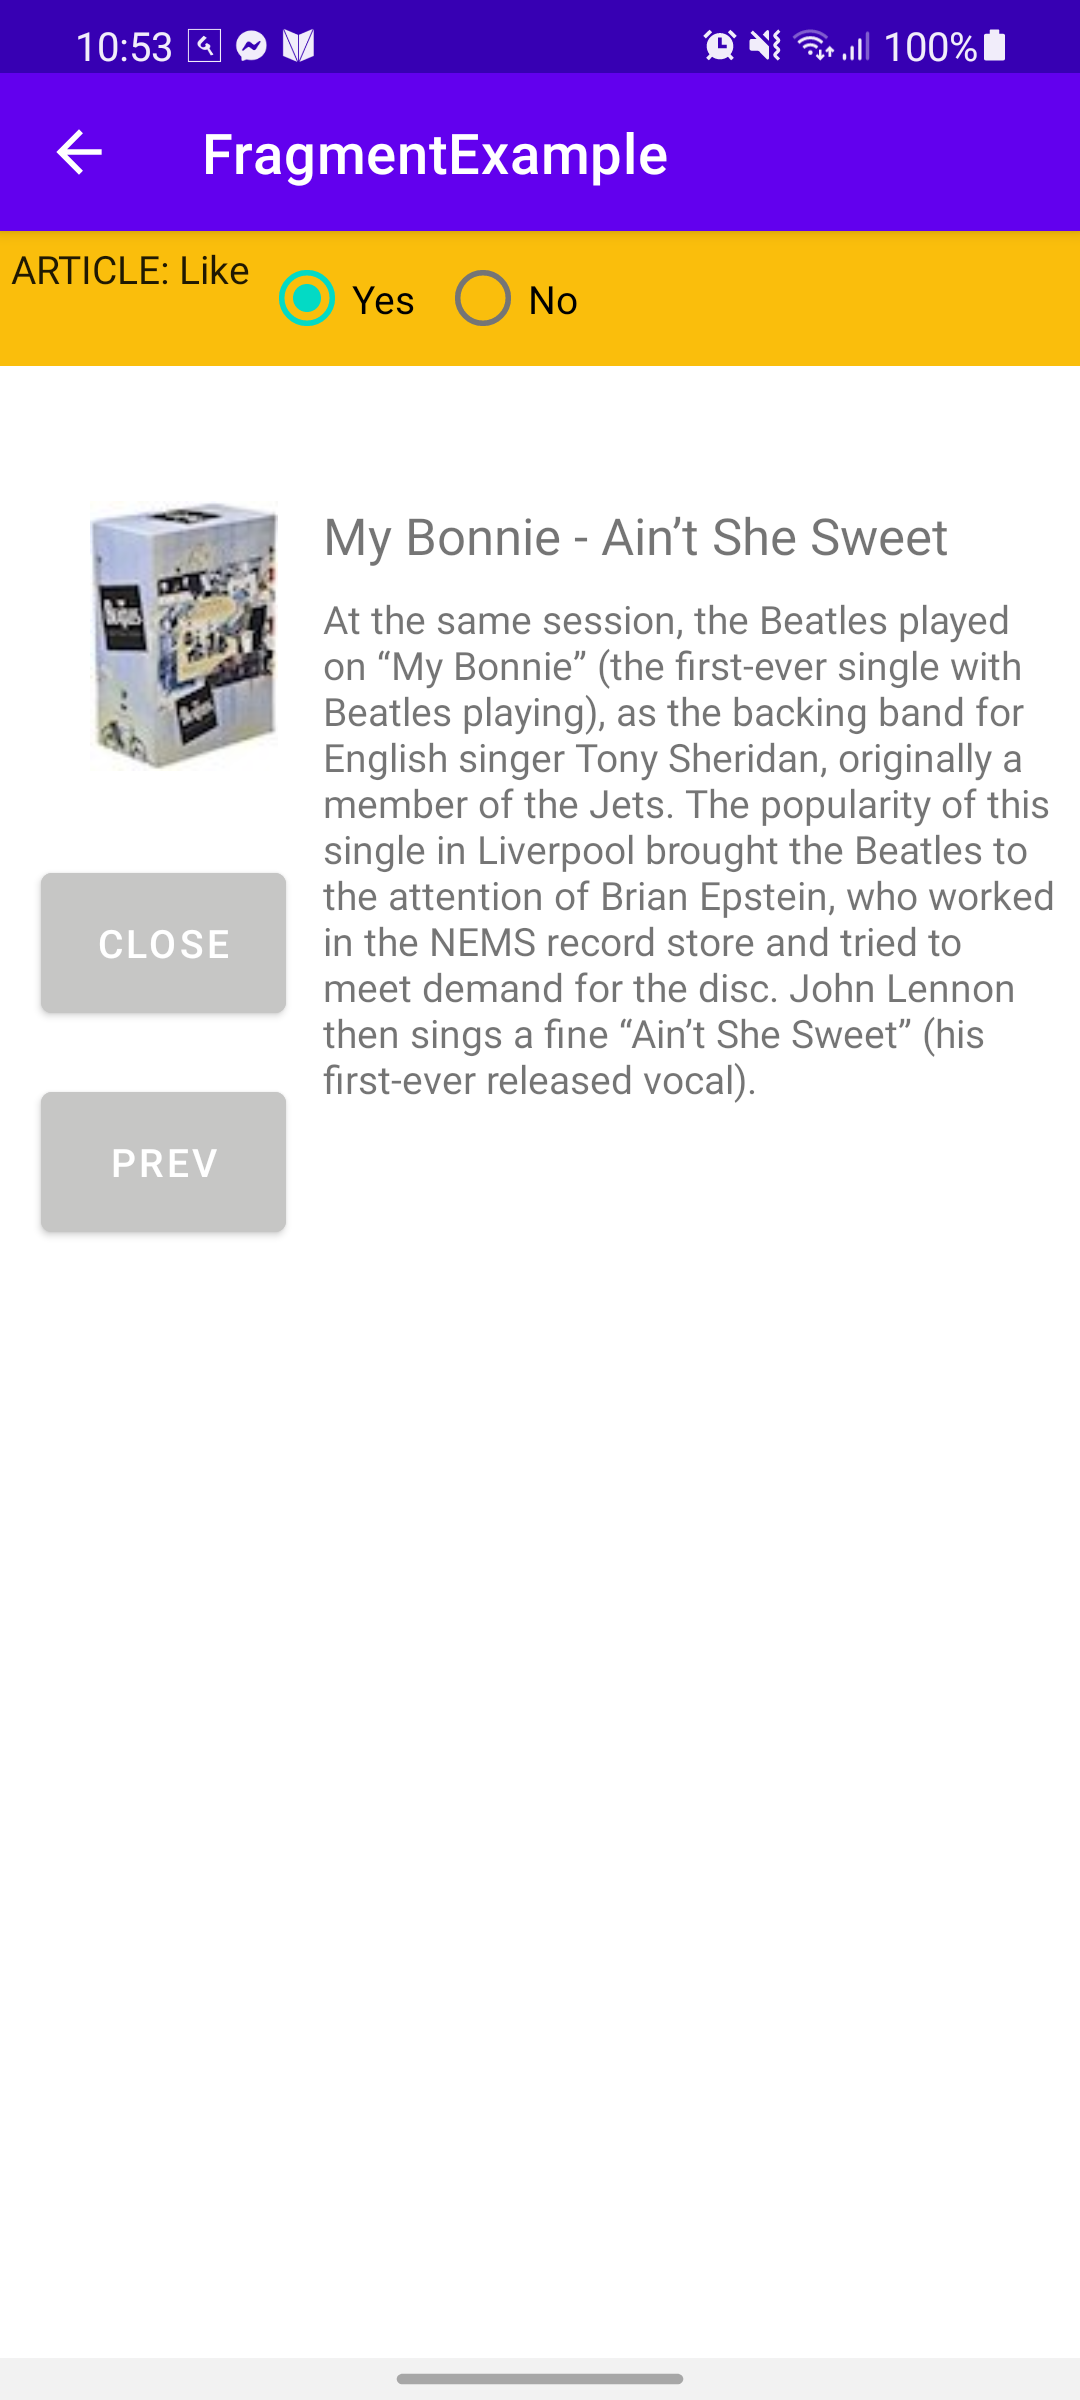 10:53
100%
FragmentExample
ARTICLE: Like
Yes
No
My Bonnie - Ain’t She Sweet
At the same session, the Beatles played
on “My Bonnie” (the first-ever single with
Beatles playing), as the backing band for
English singer Tony Sheridan, originally a
member of the Jets. The popularity of this
single in Liverpool brought the Beatles to
the attention of Brian Epstein, who worked
in the NEMS record store and tried to
meet demand for the disc. John Lennon
then sings a fine “Ain’t She Sweet” (his
first-ever released vocal).
CLOSE
PREV